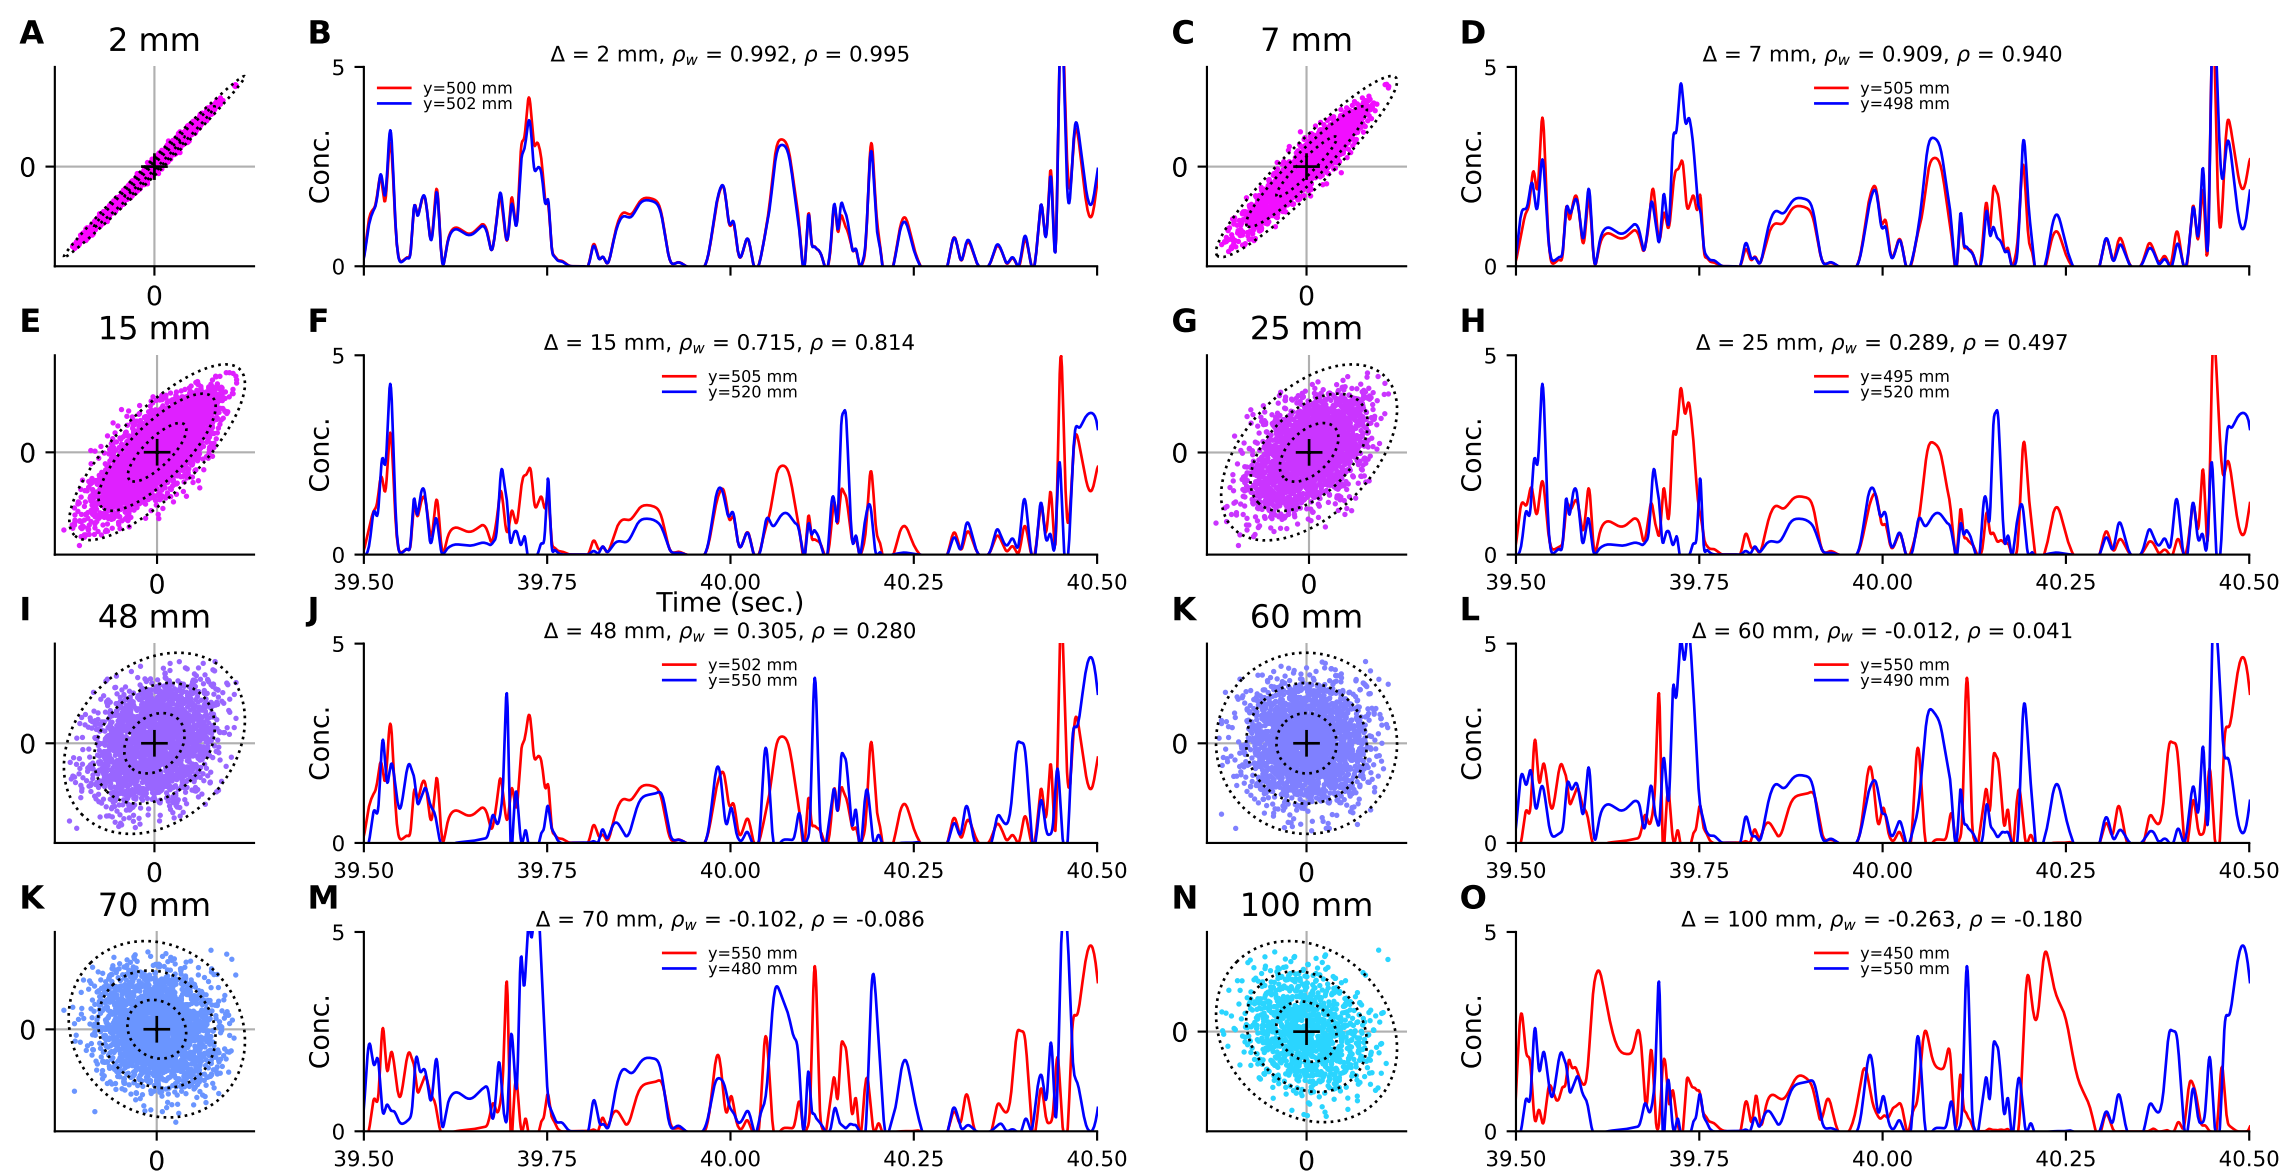 A
2 mm
0
0
B
Δ = 2 mm, ρw = 0.992, ρ = 0.995
y=500 mm
y=502 mm
Conc.
5
0
C
7 mm
0
0
D
Δ = 7 mm, ρw = 0.909, ρ = 0.940
y=505 mm
y=498 mm
Conc.
5
0
E
15 mm
0
0
F
Δ = 15 mm, ρw = 0.715, ρ = 0.814
y=505 mm
y=520 mm
Conc.
5
0
39.50 39.75 40.00 40.25 40.50
Time (sec.)
G
25 mm
0
0
H
Δ = 25 mm, ρw = 0.289, ρ = 0.497
y=495 mm
y=520 mm
Conc.
5
0
39.50 39.75 40.00 40.25 40.50
I
48 mm
0
0
J
Δ = 48 mm, ρw = 0.305, ρ = 0.280
y=502 mm
y=550 mm
Conc.
5
0
39.50 39.75 40.00 40.25 40.50
K
60 mm
0
0
L
Δ = 60 mm, ρw = -0.012, ρ = 0.041
y=550 mm
y=490 mm
Conc.
5
0
39.50 39.75 40.00 40.25 40.50
K
70 mm
0
0
M
Δ = 70 mm, ρw = -0.102, ρ = -0.086
y=550 mm
y=480 mm
Conc.
5
0
39.50 39.75 40.00 40.25 40.50
N
100 mm
0
0
O
Δ = 100 mm, ρw = -0.263, ρ = -0.180
y=450 mm
y=550 mm
Conc.
5
0
39.50 39.75 40.00 40.25 40.50